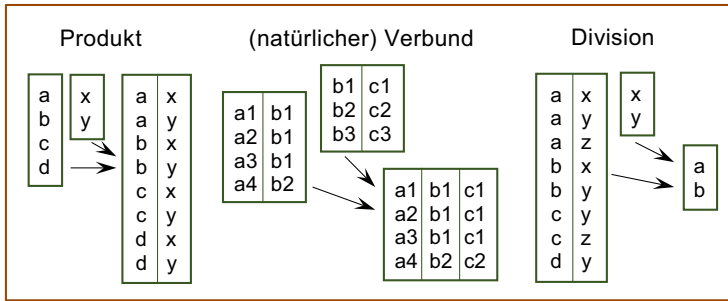 Produkt
a
b
c
d
x
y
a x
a y
b x
b y
c x
c y
d x
d y
(natürlicher) Verbund
a1 b1
a2 b1
a3 b1
a4 b2
b1 c1
b2 c2
b3 c3
a1 b1 c1
a2 b1 c1
a3 b1 c1
a4 b2 c2
Division
a x
a y
a z
b x
b y
c y
c z
d y
x
y
a
b